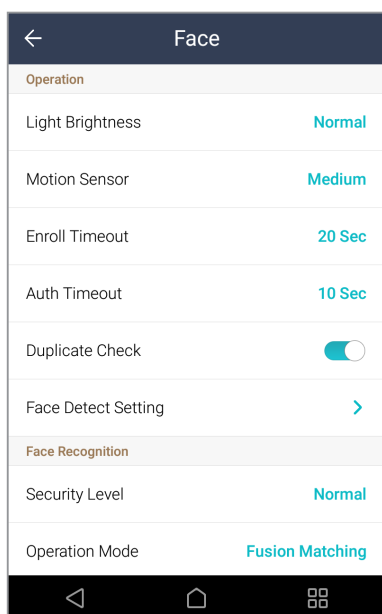 Face
Operation
Light Brightness Normal
Motion Sensor Medium
Enroll Timeout 20 Sec
Auth Timeout 10 Sec
Duplicate Check
Face Detect Setting
Face Recognition
Security Level Normal
Operation Mode Fusion Matching